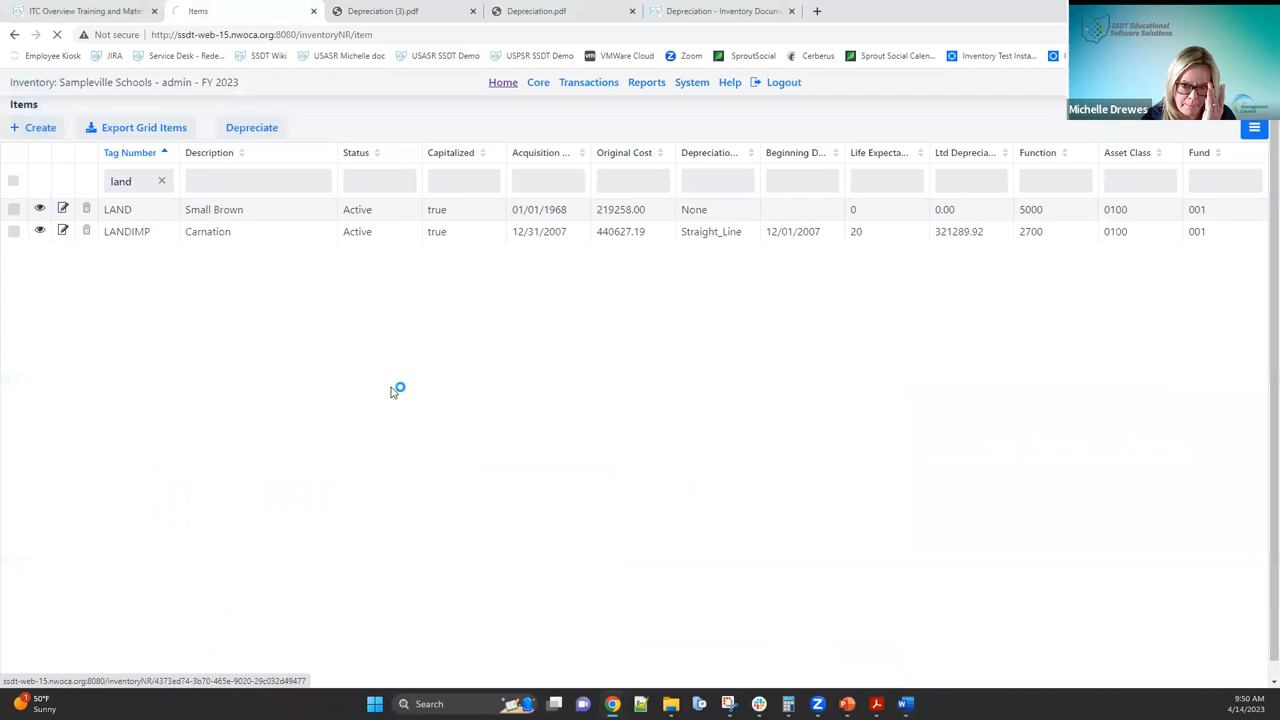 ITC Overview Training and Mater
Items
Depreciation (3).pdf
Depreciation.pdf
Depreciation - Inventory Docum
Not secure
http://ssdt-web-15.nwoca.org:8080/inventoryNR/item
Employee Kiosk
JIRA
Service Desk - Rede...
SSDT Wiki
USASR Michelle doc
USASR SSDT Demo
USPSR SSDT Demo
VMWare Cloud
Zoom
SproutSocial
Cerberus
Sprout Social Calen...
Inventory Test Insta...
SSDT Educational
Software Solutions
Management
Council
Michelle Drewes
Inventory: Sampleville Schools - admin - FY 2023
Home Core Transactions Reports System Help Logout
Items
+ Create Export Grid Items Depreciate
Tag Number Description Status Capitalized Acquisition ... Original Cost Depreciatio... Beginning D... Life Expecta... Ltd Deprecia... Function Asset Class Fund
land
LAND Small Brown Active true 01/01/1968 219258.00 None 0 0.00 5000 0100 001
LANDIMP Carnation Active true 12/31/2007 440627.19 Straight_Line 12/01/2007 20 321289.92 2700 0100 001
ssdt-web-15.nwoca.org:8080/inventoryNR/4373ed74-3b70-465e-9020-29c032d49477
50°F
Sunny
Search
9:50 AM
4/14/2023